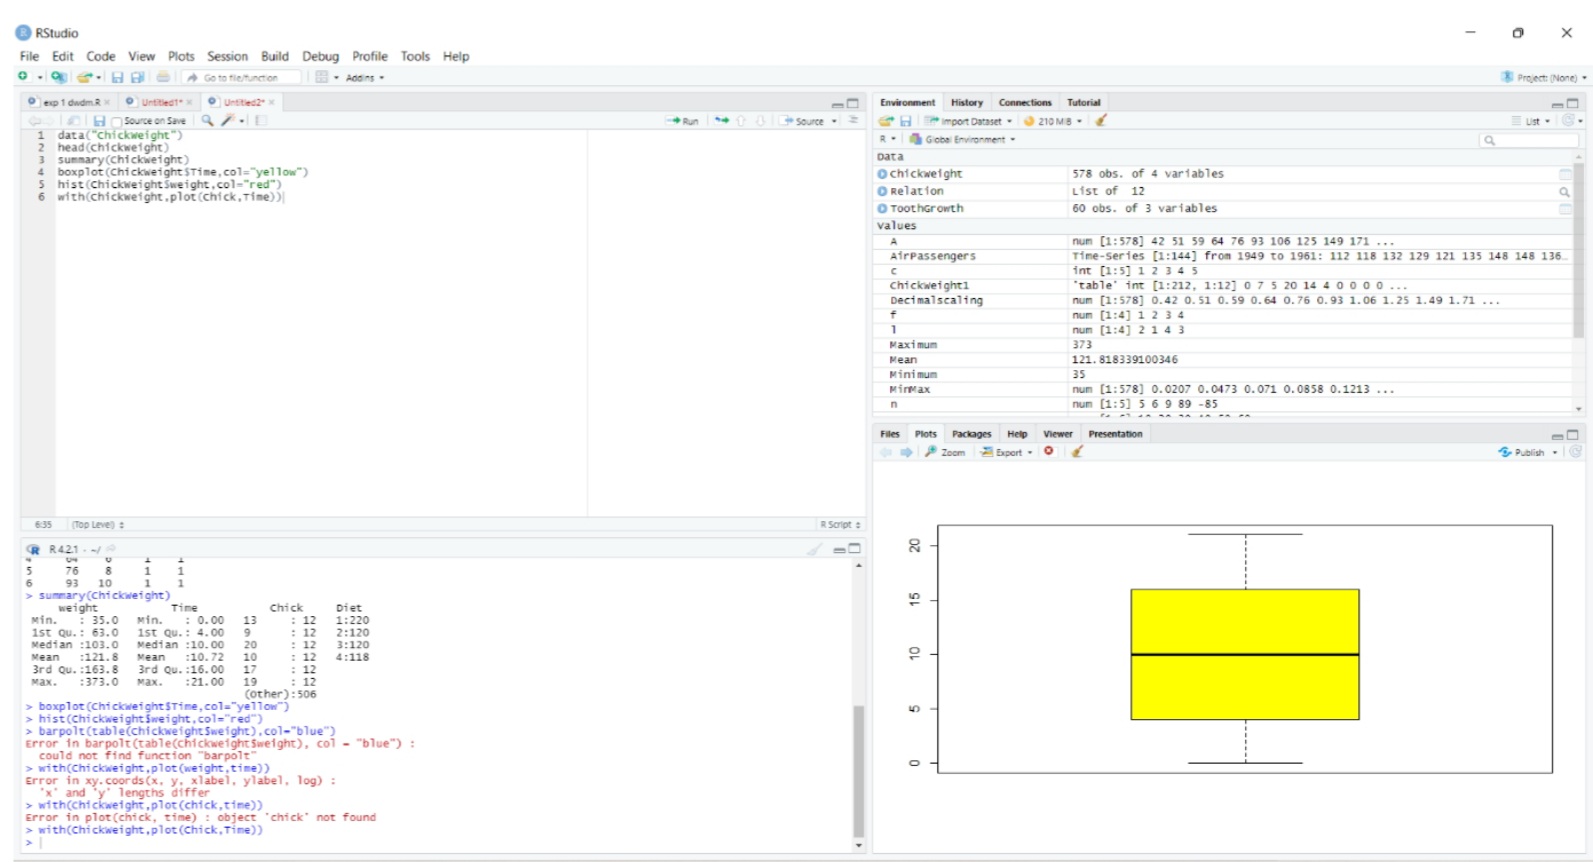 RStudio
File Edit Code View Plots Session Build Debug Profile Tools Help
Go to file/function Addins
Project: (None)
exp 1 dwdm.R Untitled1* Untitled2*
Source on Save Run Source
1 data("ChickWeight")
2 head(ChickWeight)
3 summary(ChickWeight)
4 boxplot(ChickWeight$Time,col="yellow")
5 hist(ChickWeight$weight,col="red")
6 with(ChickWeight,plot(Chick,Time))
6:35 (Top Level) R Script
R 4.2.1 · ~/
5 76 8 1 1
6 93 10 1 1
> summary(ChickWeight)
weight Time Chick Diet
Min. : 35.0 Min. : 0.00 13 : 12 1:220
1st Qu.: 63.0 1st Qu.: 4.00 9 : 12 2:120
Median :103.0 Median :10.00 20 : 12 3:120
Mean :121.8 Mean :10.72 10 : 12 4:118
3rd Qu.:163.8 3rd Qu.:16.00 17 : 12
Max. :373.0 Max. :21.00 19 : 12
(Other):506
> boxplot(ChickWeight$Time,col="yellow")
> hist(ChickWeight$weight,col="red")
> barpolt(table(ChickWeight$weight),col="blue")
Error in barpolt(table(ChickWeight$weight), col = "blue") :
could not find function "barpolt"
> with(ChickWeight,plot(weight,time))
Error in xy.coords(x, y, xlabel, ylabel, log) :
'x' and 'y' lengths differ
> with(ChickWeight,plot(chick,time))
Error in plot(chick, time) : object 'chick' not found
> with(ChickWeight,plot(Chick,Time))
>
Environment History Connections Tutorial
Import Dataset 210 MiB List
R Global Environment
Data
ChickWeight 578 obs. of 4 variables
Relation List of 12
ToothGrowth 60 obs. of 3 variables
Values
A num [1:578] 42 51 59 64 76 93 106 125 149 171 ...
AirPassengers Time-Series [1:144] from 1949 to 1961: 112 118 132 129 121 135 148 148 136…
c int [1:5] 1 2 3 4 5
ChickWeight1 'table' int [1:212, 1:12] 0 7 5 20 14 4 0 0 0 0 ...
Decimalscaling num [1:578] 0.42 0.51 0.59 0.64 0.76 0.93 1.06 1.25 1.49 1.71 ...
f num [1:4] 1 2 3 4
l num [1:4] 2 1 4 3
Maximum 373
Mean 121.818339100346
Minimum 35
MinMax num [1:578] 0.0207 0.0473 0.071 0.0858 0.1213 ...
n num [1:5] 5 6 9 89 -85
Files Plots Packages Help Viewer Presentation
Zoom Export Publish
20
15
10
5
0